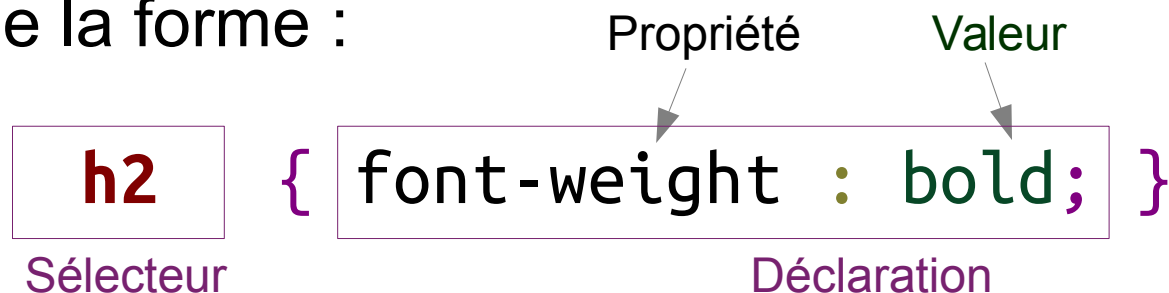 e la forme :
Propriété Valeur
h2 { font-weight : bold; }
Sélecteur Déclaration